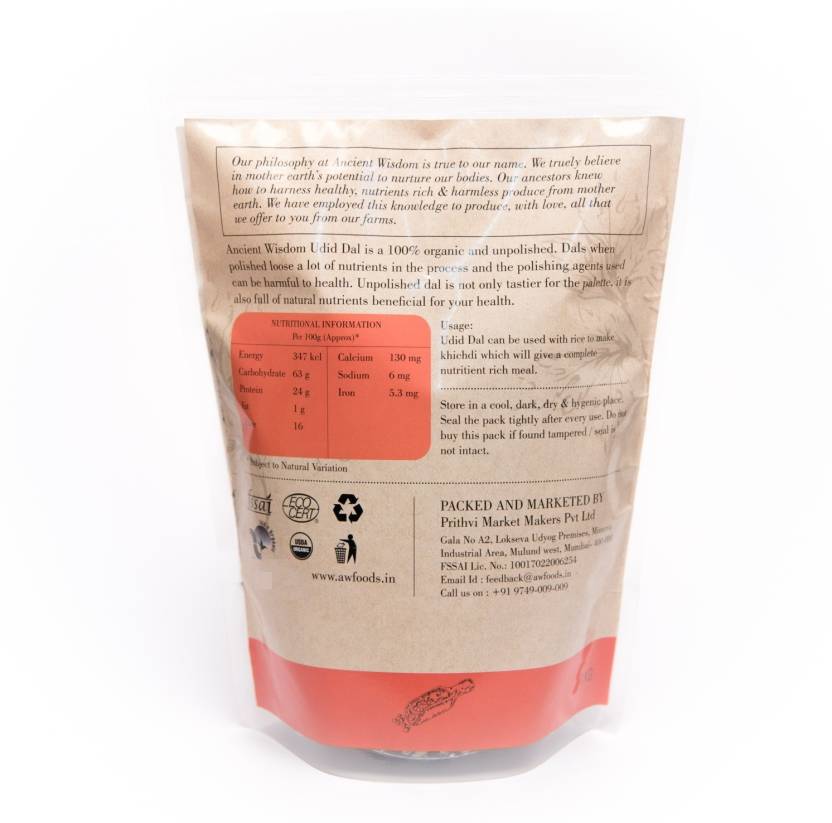 Our philosophy at Ancient Wisdom is true to our name. We truely believe
in mother earth's potential to nurture our bodies. Our ancestors knew
how to harness healthy, nutrients rich & harmless produce from mother
earth. We have employed this knowledge to produce, with love, all that
we offer to you from our farms.
Ancient Wisdom Udid Dal is a 100% organic and unpolished. Dals when
polished loose a lot of nutrients in the process and the polishing agents used
can be harmful to health. Unpolished dal is not only tastier for the palette, it is
also full of natural nutrients beneficial for your health.
NUTRITIONAL INFORMATION
Per 100g (Approx)*
Energy 347 kcl
Carbohydrate 63 g
Protein 24 g
1 g
16
Calcium 130 mg
Sodium 6 mg
Iron 5.3 mg
Subject to Natural Variation
Usage:
Udid Dal can be used with rice to make
khichdi which will give a complete
nutritient rich meal.
Store in a cool, dark, dry & hygenic place.
Seal the pack tightly after every use. Do not
buy this pack if found tampered / seal is
not intact.
ECO
CERT
USDA
ORGANIC
www.awfoods.in
PACKED AND MARKETED BY
Prithvi Market Makers Pvt Ltd
Gala No A2, Lokseva Udyog Premises,
Industrial Area, Mulund west, Mumbai-
FSSAI Lic. No.: 10017022006254
Email Id : feedback@awfoods.in
Call us on : +91 9749-009-009